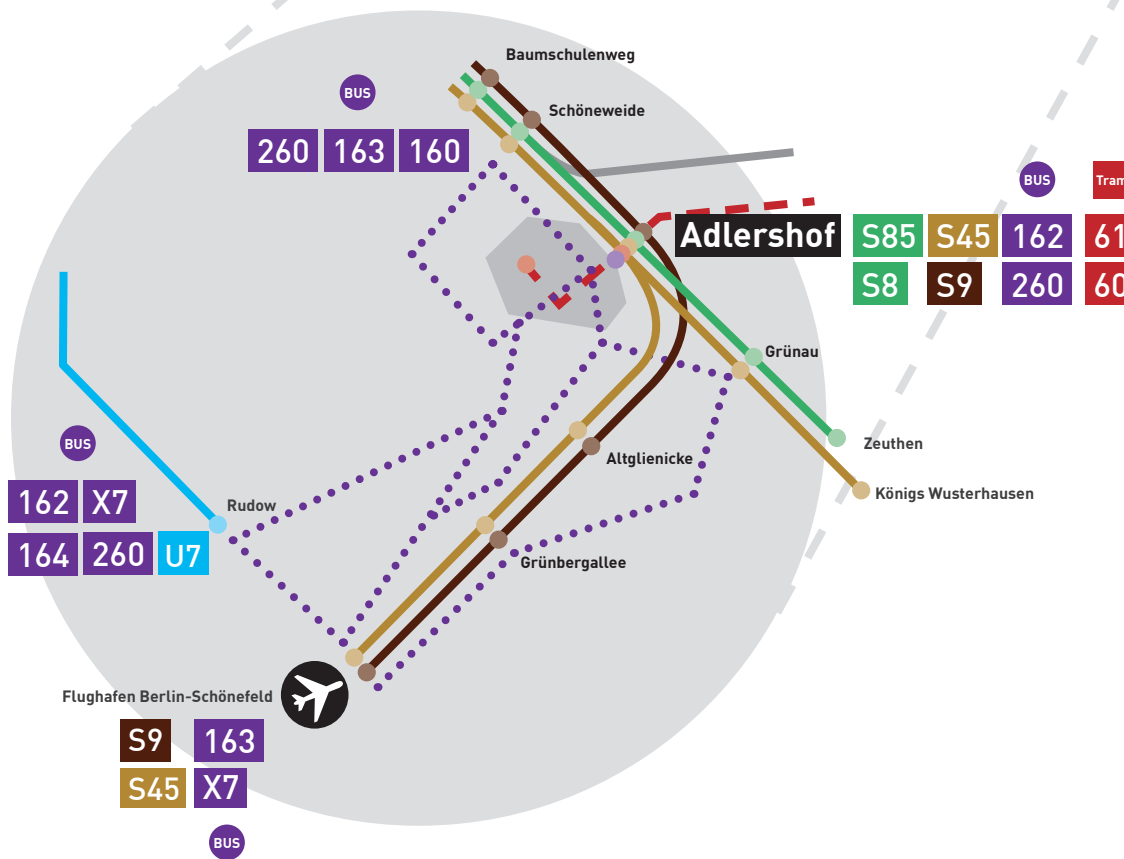 Baumschulenweg
BUS
Schöneweide
260 163 160
BUS Tram
Adlershof S85 S45 162 61
S8 S9 260 60
Grünau
BUS
Zeuthen
Altglienicke
162 X7
Rudow
Königs Wusterhausen
164 260 U7
Grünbergallee
Flughafen Berlin-Schönefeld
S9 163
S45 X7
BUS